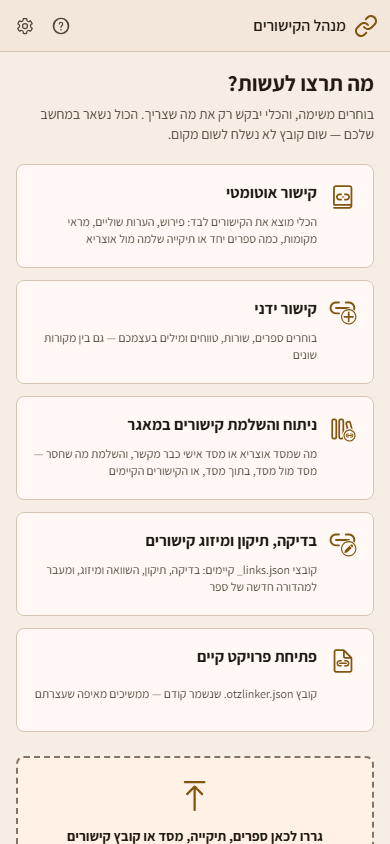 מנהל הקישורים
מה תרצו לעשות?
בוחרים משימה, והכלי יבקש רק את מה שצריך. הכול נשאר במחשב
שלכם — שום קובץ לא נשלח לשום מקום.
קישור אוטומטי
הכלי מוצא את הקישורים לבד: פירוש, הערות שוליים, מראי
מקומות, כמה ספרים יחד או תיקייה שלמה מול אוצריא
קישור ידני
בוחרים ספרים, שורות, טווחים ומילים בעצמכם — גם בין מקורות
שונים
ניתוח והשלמת קישורים במאגר
מה שמסד אוצריא או מסד אישי כבר מקשר, והשלמת מה שחסר —
מסד מול מסד, בתוך מסד, או הקישורים הקיימים
בדיקה, תיקון ומיזוג קישורים
קובצי links.json_ קיימים: בדיקה, תיקון, השוואה ומיזוג, ומעבר
למהדורה חדשה של ספר
פתיחת פרויקט קיים
קובץ otzlinker.json. שנשמר קודם — ממשיכים מאיפה שעצרתם
גררו לכאן ספרים, תיקייה, מסד או קובץ קישורים